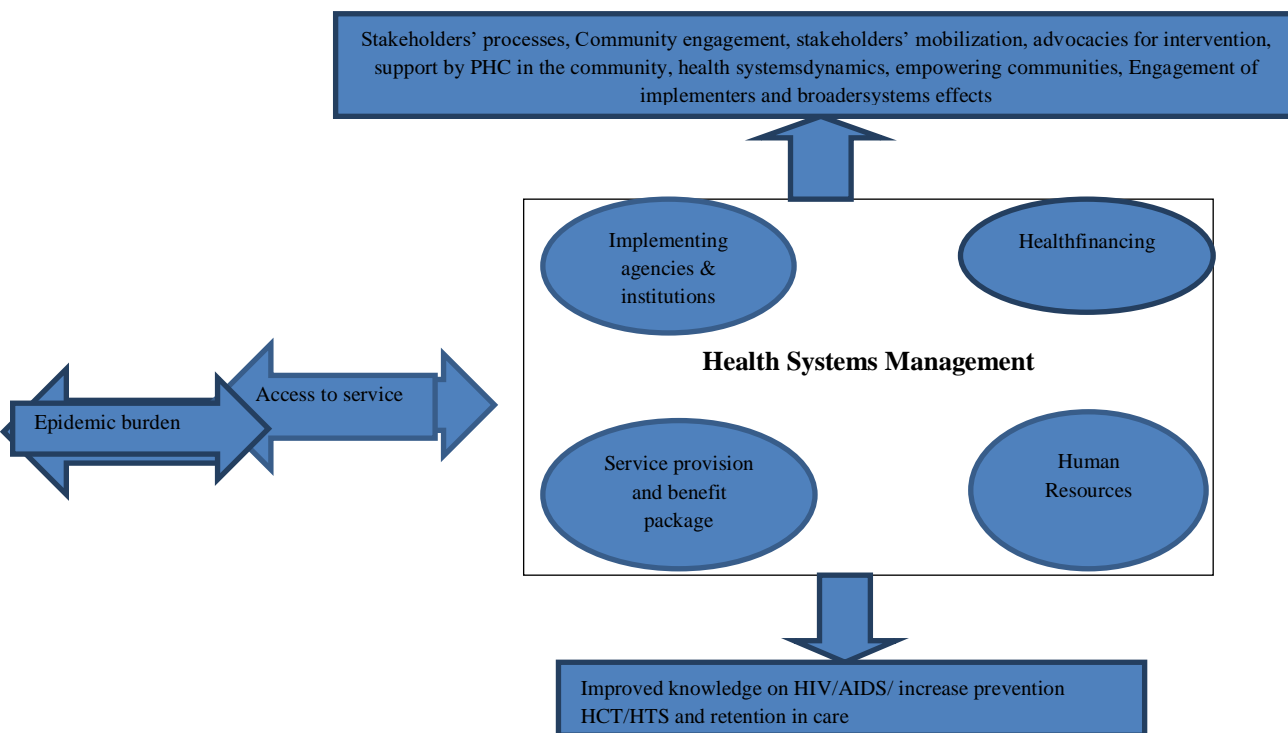 Stakeholders’ processes, Community engagement, stakeholders’ mobilization, advocacies for intervention,
support by PHC in the community, health systemsdynamics, empowering communities, Engagement of
implementers and broadersystems effects
Implementing
agencies &
institutions
Healthfinancing
Health Systems Management
Access to service
Epidemic burden
Service provision
and benefit
package
Human
Resources
Improved knowledge on HIV/AIDS/ increase prevention
HCT/HTS and retention in care